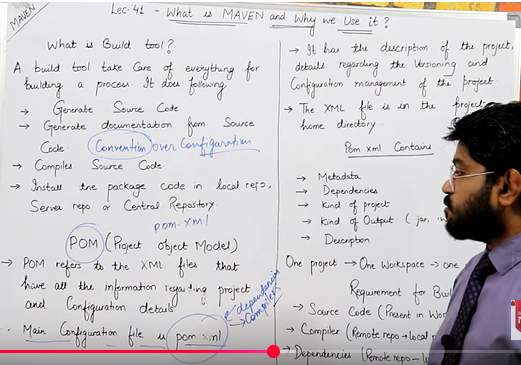 MAVEN
Lec-41 - What is MAVEN and Why we Use it?
What is Build tool?
A build tool take Care of everything for
building a process. It does following
→ Generate Source Code
→ Generate documentation from Source
Code Convention over Configuration
→ Compiles Source Code
→ Install the package code in local repo,
Server repo or Central Repository.
pom.xml
POM (Project Object Model)
→ POM refers to the XML files that
have all the information regarding project
and Configuration details
→ dependencies
→ Compiler
Main Configuration file is pom.xml
→ It has the description of the project,
details regarding the Versioning and
Configuration management of the project
→ The XML file is in the project
home directory.
Pom xml Contains
→ Metadata
→ Dependencies
→ Kind of project
→ Kind of Output (.jar,
→ Description
One project → One Workspace → one
Requirement for Buil
→ Source Code (Present in Wor
→ Compiler (Remote repo → local r
→ Dependencies (Remote repo → lo